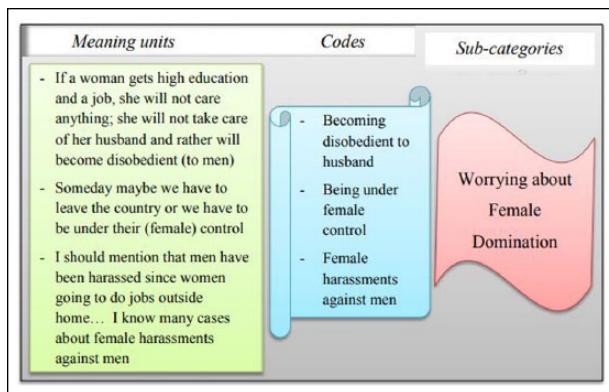 Meaning units
Codes
Sub-categories
- If a woman gets high education
and a job, she will not care
anything; she will not take care
of her husband and rather will
become disobedient (to men)
- Someday maybe we have to
leave the country or we have to
be under their (female) control
- I should mention that men have
been harassed since women
going to do jobs outside
home… I know many cases
about female harassments
against men
- Becoming
disobedient to
husband
- Being under
female
control
- Female
harassments
against men
Worrying about
Female
Domination